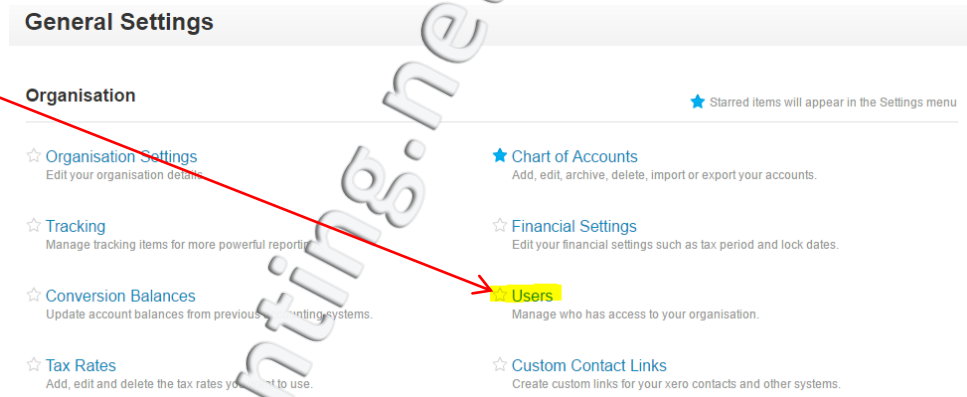 General Settings
Organisation
Starred items will appear in the Settings menu
Organisation Settings
Edit your organisation details.
Chart of Accounts
Add, edit, archive, delete, import or export your accounts.
Tracking
Manage tracking items for more powerful
Financial Settings
Edit your financial settings such as tax period and lock dates.
Conversion Balances
Update account balances from previous systems.
Users
Manage who has access to your organisation.
Tax Rates
Add, edit and delete the tax rates to use.
Custom Contact Links
Create custom links for your xero contacts and other systems.
nting.ne